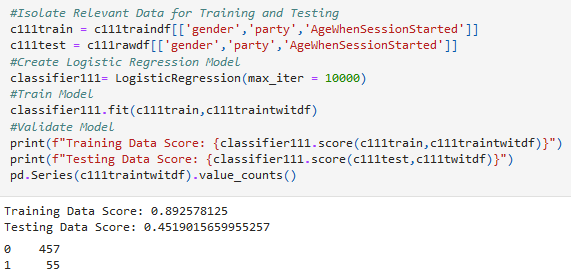 #Isolate Relevant Data for Training and Testing
c111train = c111traindf[['gender','party','AgeWhenSessionStarted']]
c111test = c111rawdf[['gender','party','AgeWhenSessionStarted']]
#Create Logistic Regression Model
classifier111= LogisticRegression(max_iter = 10000)
#Train Model
classifier111.fit(c111train,c111traintwitdf)
#Validate Model
print(f"Training Data Score: {classifier111.score(c111train,c111traintwitdf)}")
print(f"Testing Data Score: {classifier111.score(c111test,c111twitdf)}")
pd.Series(c111traintwitdf).value_counts()
Training Data Score: 0.892578125
Testing Data Score: 0.4519015659955257
0    457
1     55